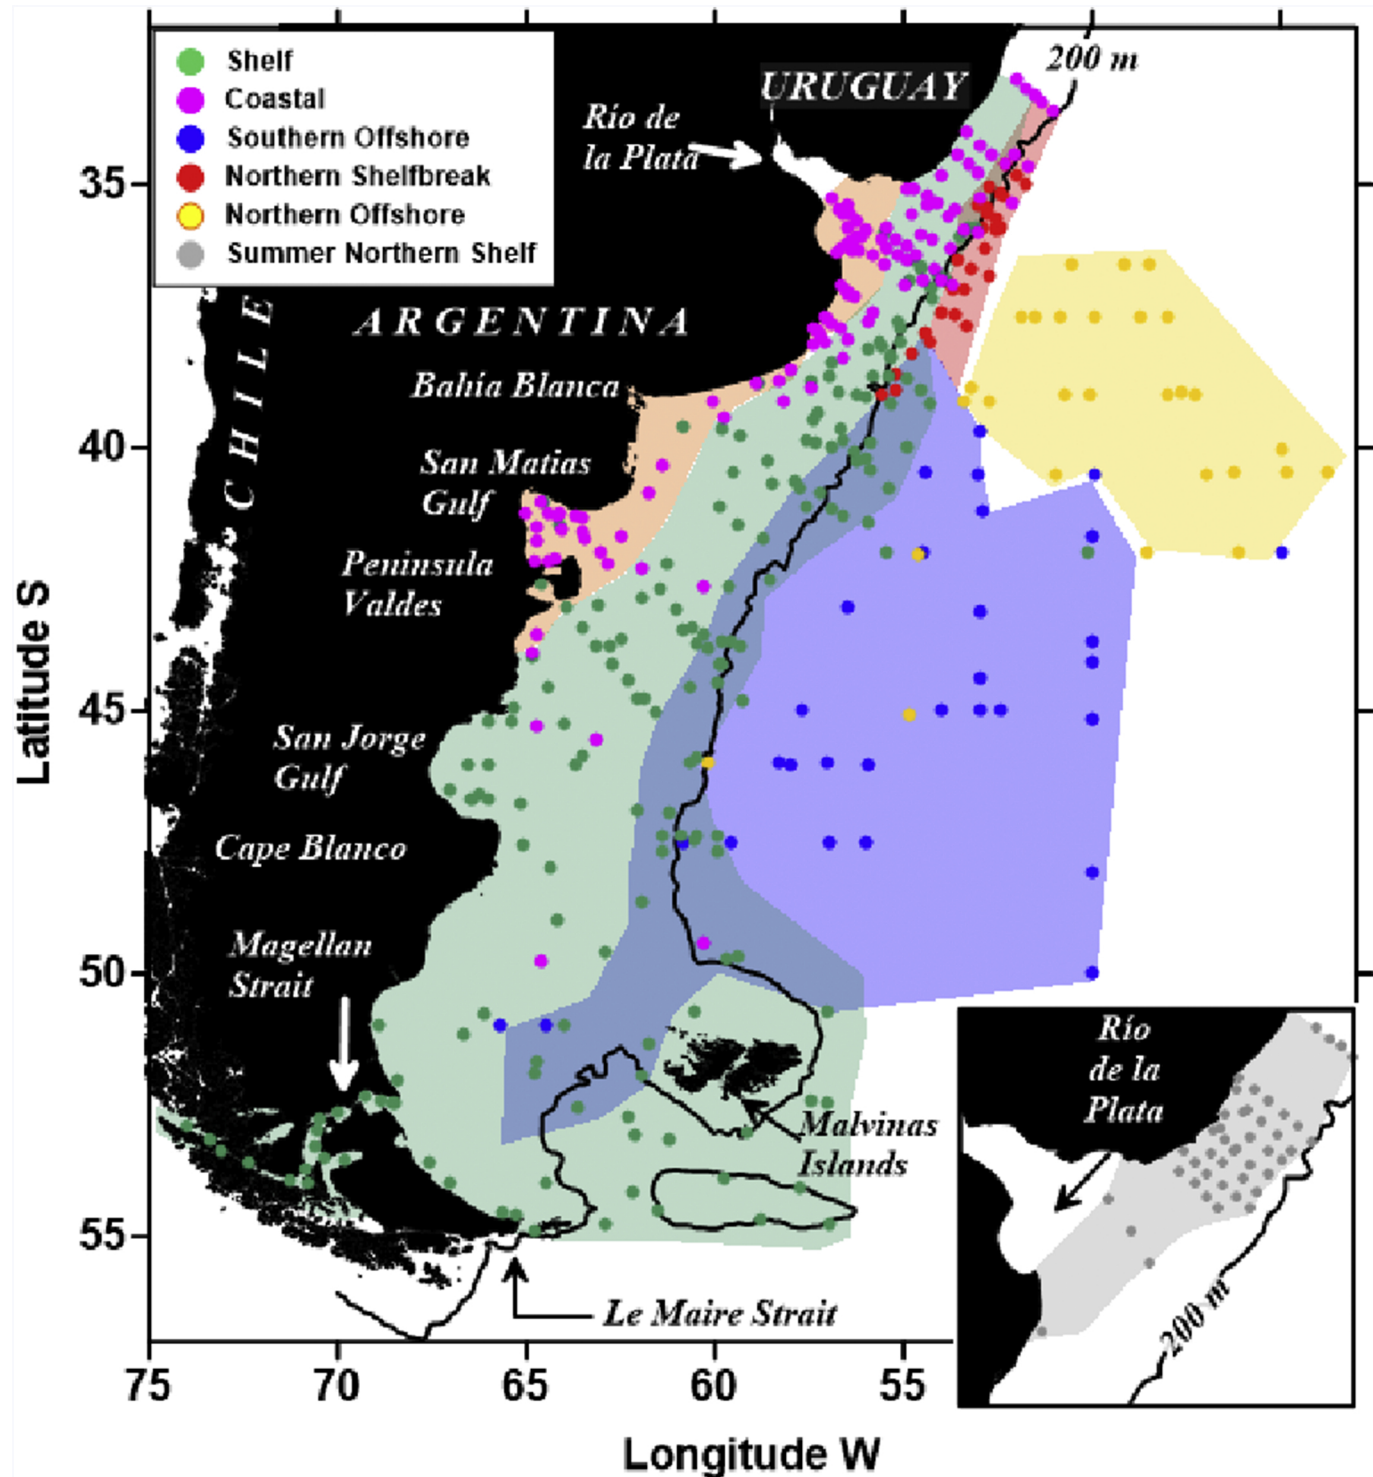 Shelf
Coastal
Southern Offshore
Northern Shelfbreak
Northern Offshore
Summer Northern Shelf
200 m
URUGUAY
Río de
la Plata
ARGENTINA
CHILE
Bahía Blanca
San Matias
Gulf
Peninsula
Valdes
San Jorge
Gulf
Cape Blanco
Magellan
Strait
Malvinas
Islands
Le Maire Strait
Río
de la
Plata
200 m
35
40
45
50
55
Latitude S
75
70
65
60
55
Longitude W